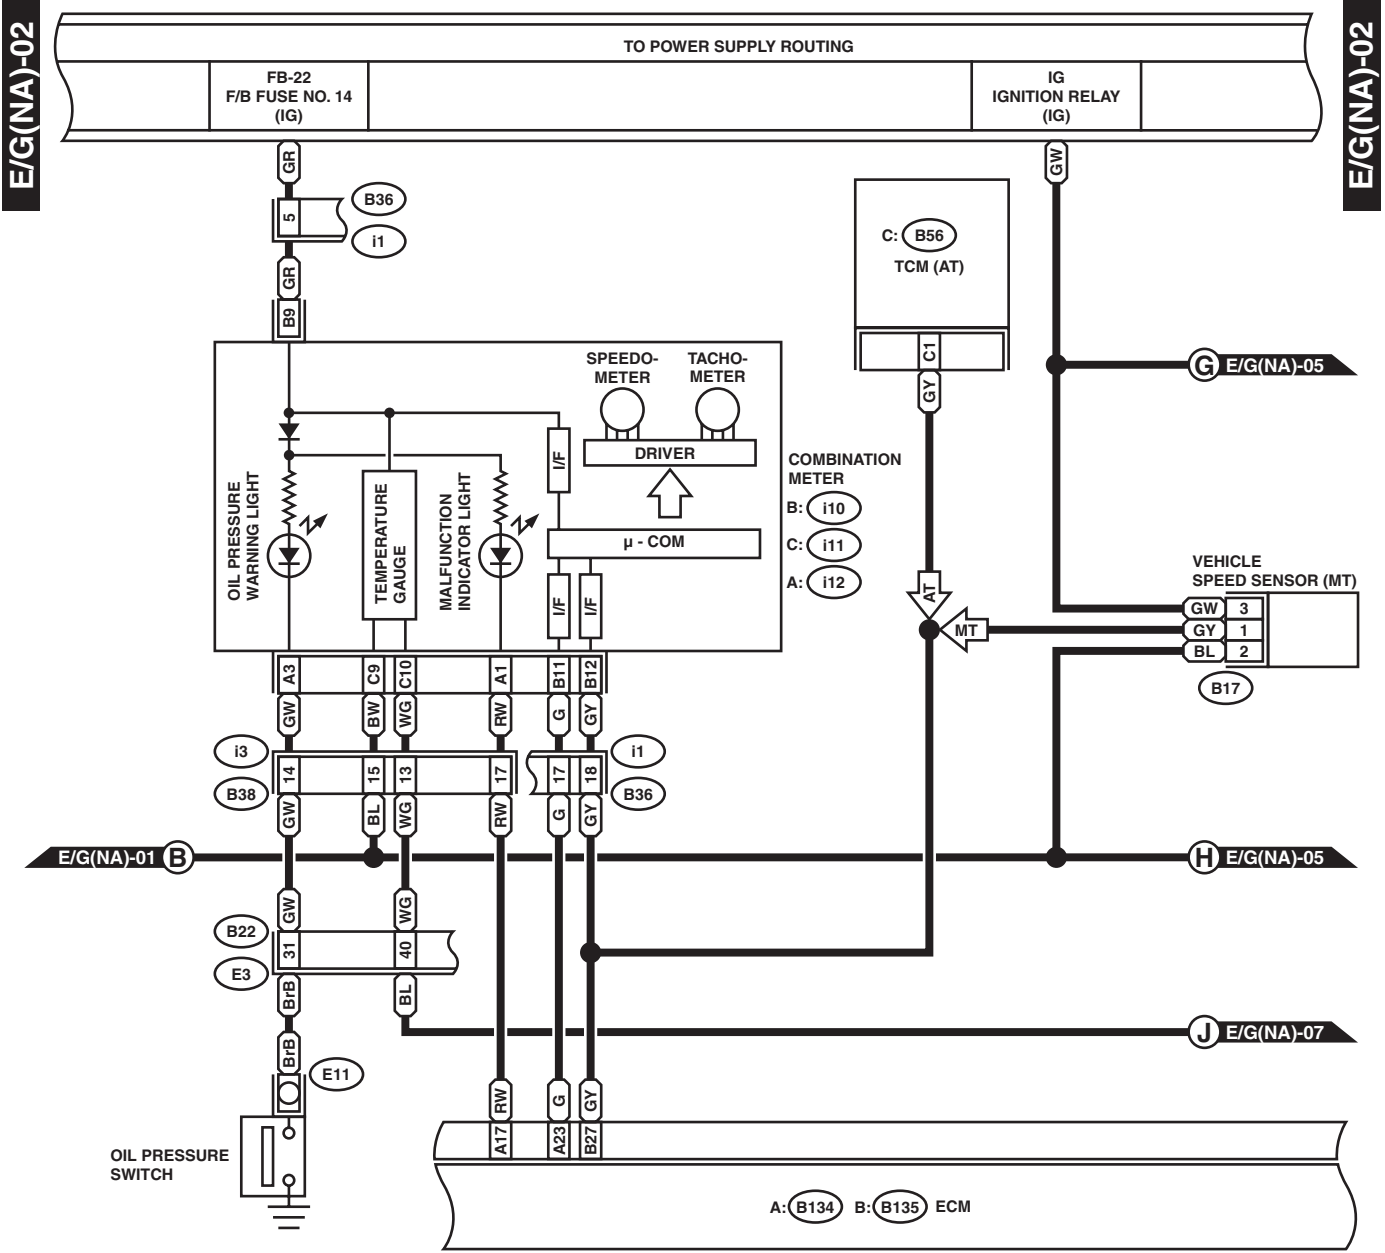 E/G(NA)-02
E/G(NA)-02
TO POWER SUPPLY ROUTING
FB-22
F/B FUSE NO. 14
(IG)
IG
IGNITION RELAY
(IG)
GR
GW
5
B36
i1
GR
B9
C: B56
TCM (AT)
C1
GY
G E/G(NA)-05
SPEEDO-
METER
TACHO-
METER
DRIVER
I/F
µ - COM
I/F
I/F
OIL PRESSURE
WARNING LIGHT
TEMPERATURE
GAUGE
MALFUNCTION
INDICATOR LIGHT
COMBINATION
METER
B: i10
C: i11
A: i12
AT
MT
VEHICLE
SPEED SENSOR (MT)
GW 3
GY 1
BL 2
B17
A3 C9 C10 A1 B11 B12
GW BW WG RW G GY
i3
i1
14 15 13 17 17 18
B38
B36
GW BL WG RW G GY
E/G(NA)-01 B
H E/G(NA)-05
GW WG
B22
31 40
E3
BrB BL
J E/G(NA)-07
BrB
E11
RW G GY
A17 A23 B27
OIL PRESSURE
SWITCH
A: B134 B: B135 ECM